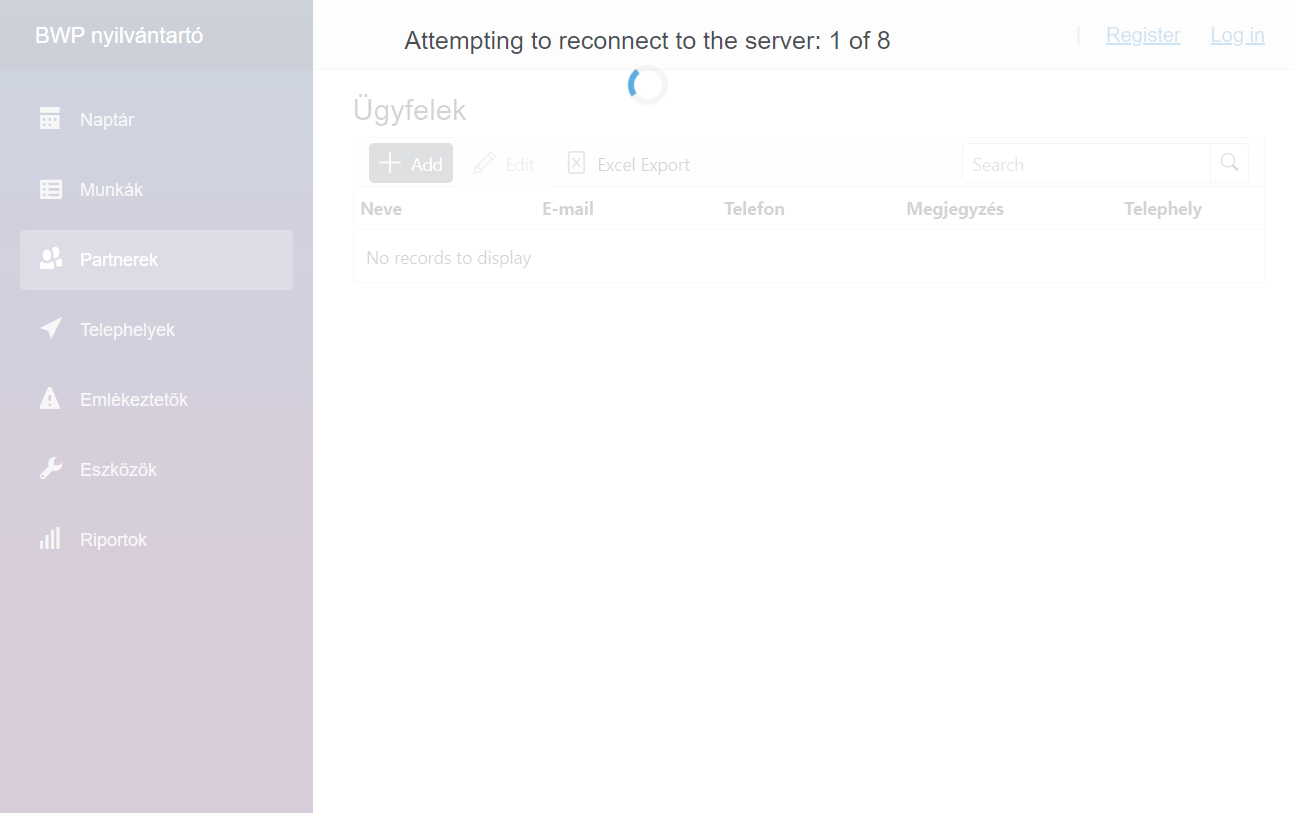 BWP nyilvántartó
Naptár
Munkák
Partnerek
Telephelyek
Emlékeztetők
Eszközök
Riportok
Attempting to reconnect to the server: 1 of 8
| Register Log in
Ügyfelek
Add Edit Excel Export Search
Neve E-mail Telefon Megjegyzés Telephely
No records to display